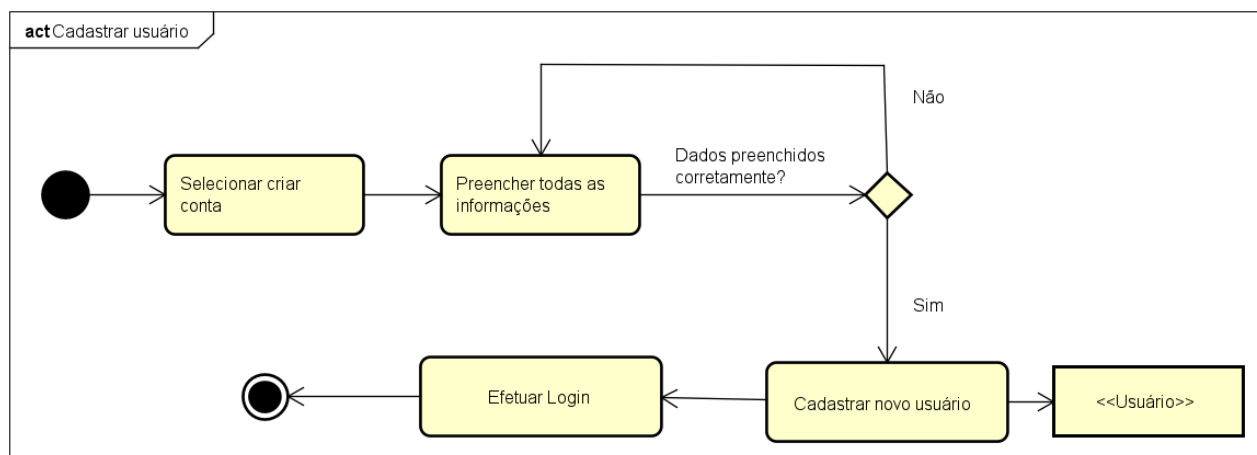 act Cadastrar usuário
Não
Dados preenchidos
corretamente?
Selecionar criar
conta
Preencher todas as
informações
Sim
Efetuar Login
Cadastrar novo usuário
<<Usuário>>